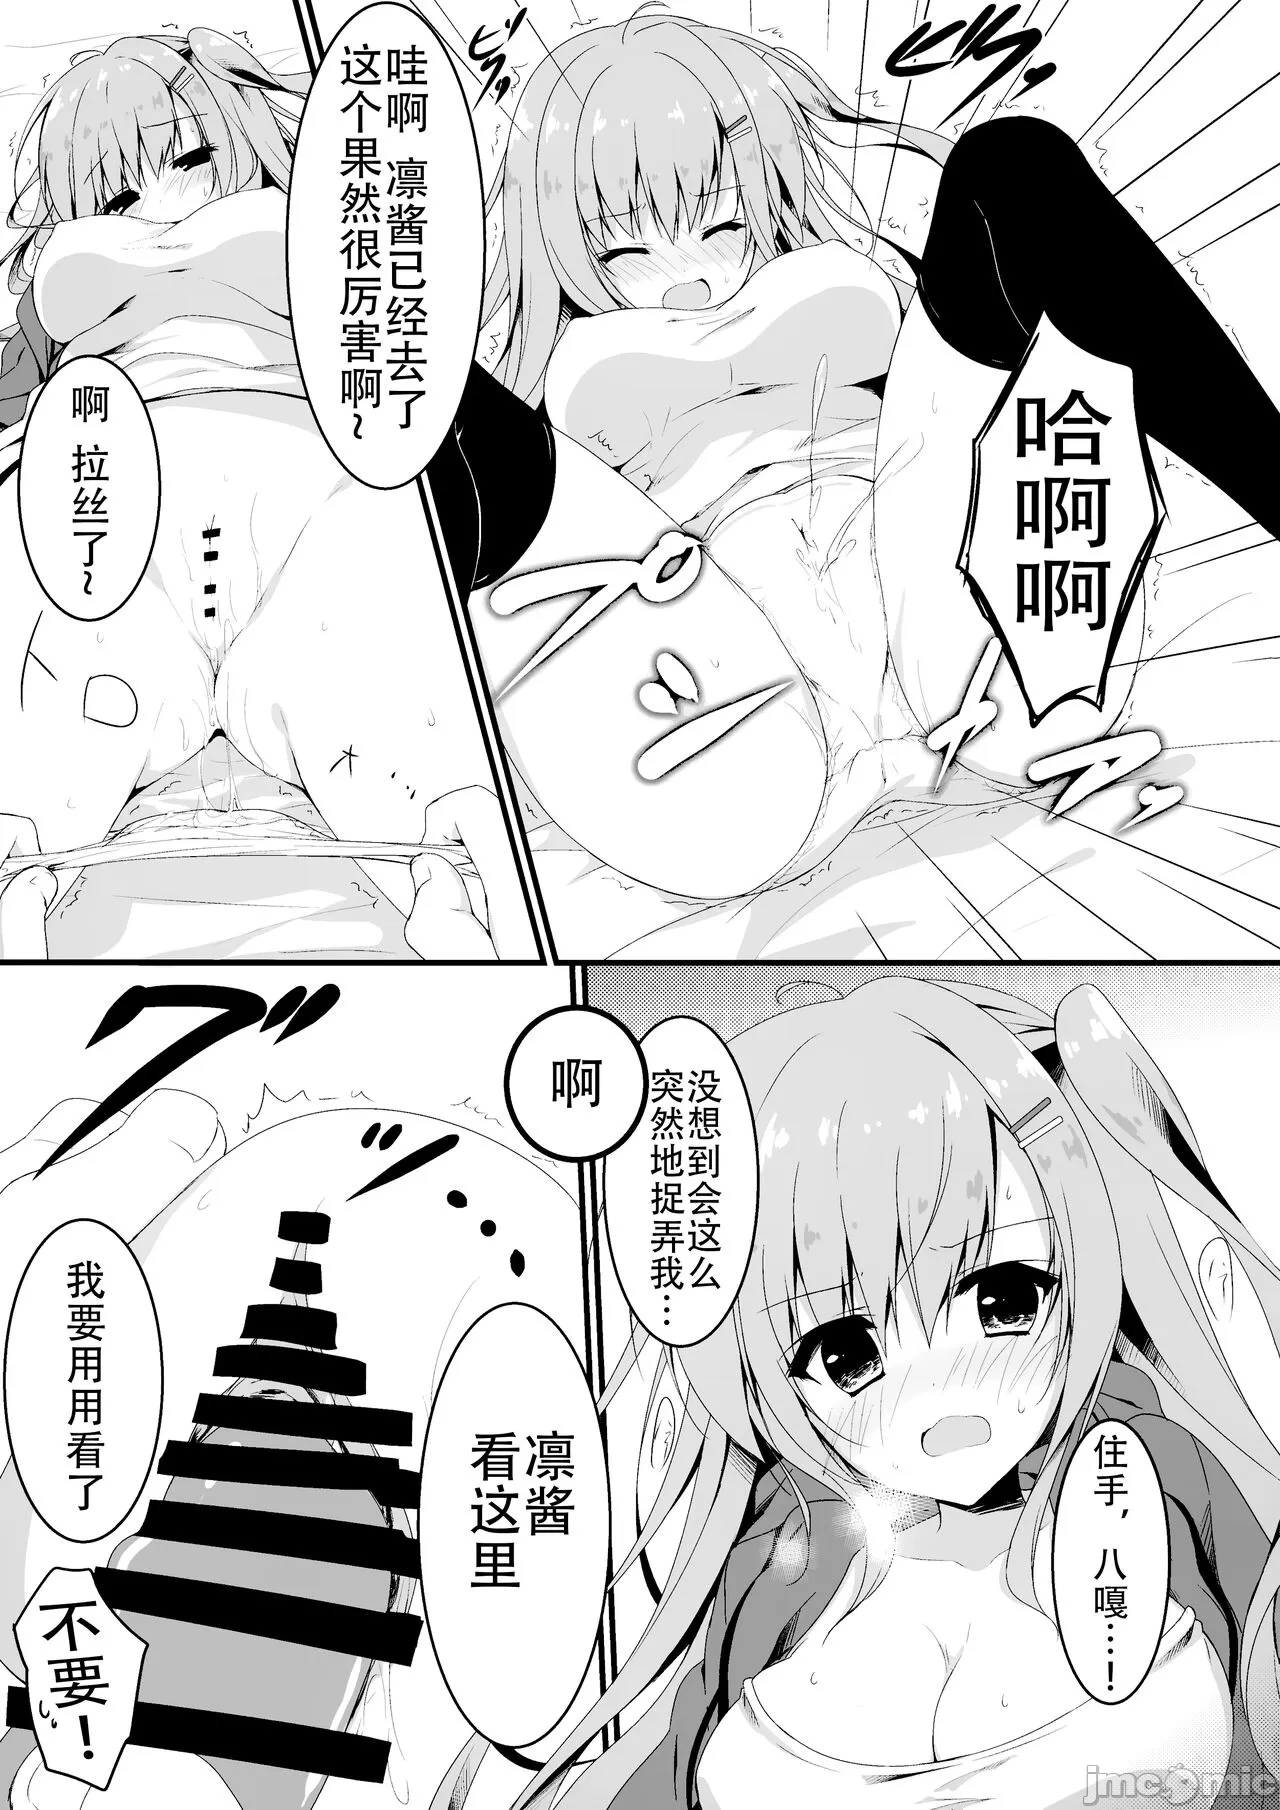 哈啊啊
哇啊 凛酱已经去了
这个果然很厉害啊~
啊 拉丝了~
没想到会这么
突然地捉弄我…
住手，
八嘎…！
啊
凛酱
看这里
我要用用看了
不要！
jmcomic